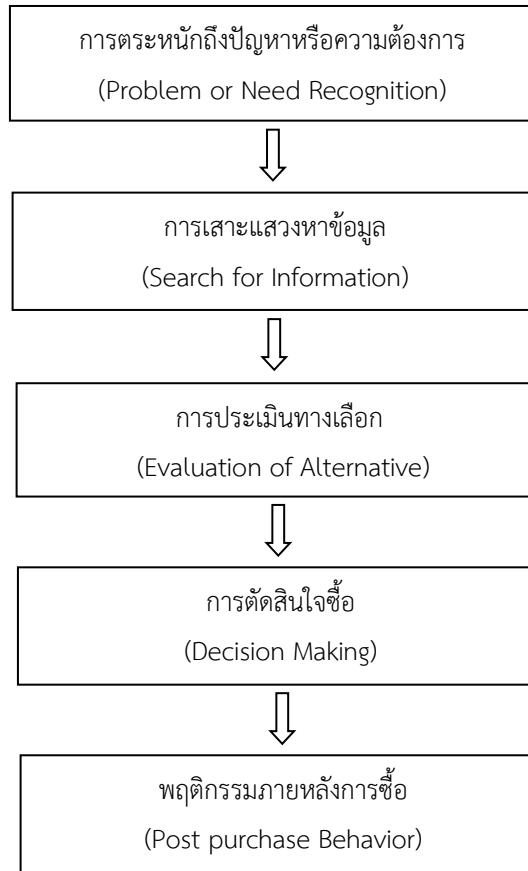 การตระหนักถึงปัญหาหรือความต้องการ
(Problem or Need Recognition)
การเสาะแสวงหาข้อมูล
(Search for Information)
การประเมินทางเลือก
(Evaluation of Alternative)
การตัดสินใจซื้อ
(Decision Making)
พฤติกรรมภายหลังการซื้อ
(Post purchase Behavior)